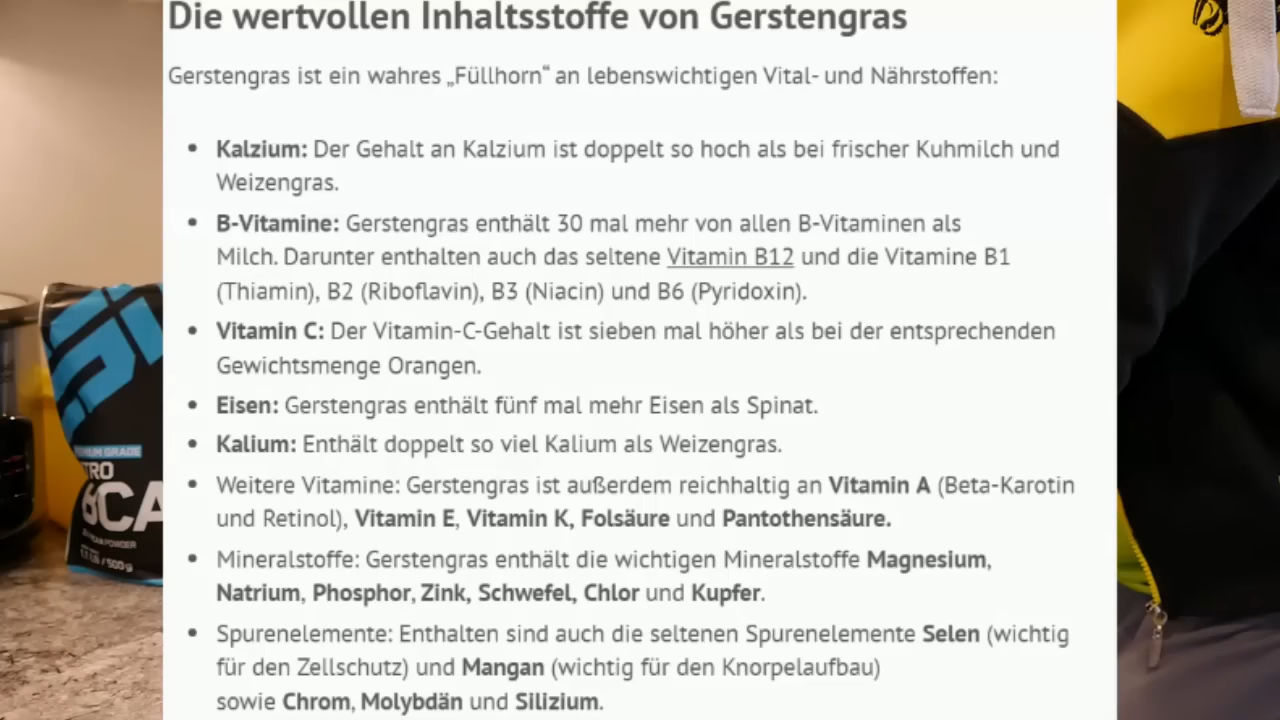 Die wertvollen Inhaltsstoffe von Gerstengras
Gerstengras ist ein wahres „Füllhorn“ an lebenswichtigen Vital- und Nährstoffen:
• Kalzium: Der Gehalt an Kalzium ist doppelt so hoch als bei frischer Kuhmilch und
Weizengras.
• B-Vitamine: Gerstengras enthält 30 mal mehr von allen B-Vitaminen als
Milch. Darunter enthalten auch das seltene Vitamin B12 und die Vitamine B1
(Thiamin), B2 (Riboflavin), B3 (Niacin) und B6 (Pyridoxin).
• Vitamin C: Der Vitamin-C-Gehalt ist sieben mal höher als bei der entsprechenden
Gewichtsmenge Orangen.
• Eisen: Gerstengras enthält fünf mal mehr Eisen als Spinat.
• Kalium: Enthält doppelt so viel Kalium als Weizengras.
• Weitere Vitamine: Gerstengras ist außerdem reichhaltig an Vitamin A (Beta-Karotin
und Retinol), Vitamin E, Vitamin K, Folsäure und Pantothensäure.
• Mineralstoffe: Gerstengras enthält die wichtigen Mineralstoffe Magnesium,
Natrium, Phosphor, Zink, Schwefel, Chlor und Kupfer.
• Spurenelemente: Enthalten sind auch die seltenen Spurenelemente Selen (wichtig
für den Zellschutz) und Mangan (wichtig für den Knorpelaufbau)
sowie Chrom, Molybdän und Silizium.
GRADE
TRO
POWDER
500g